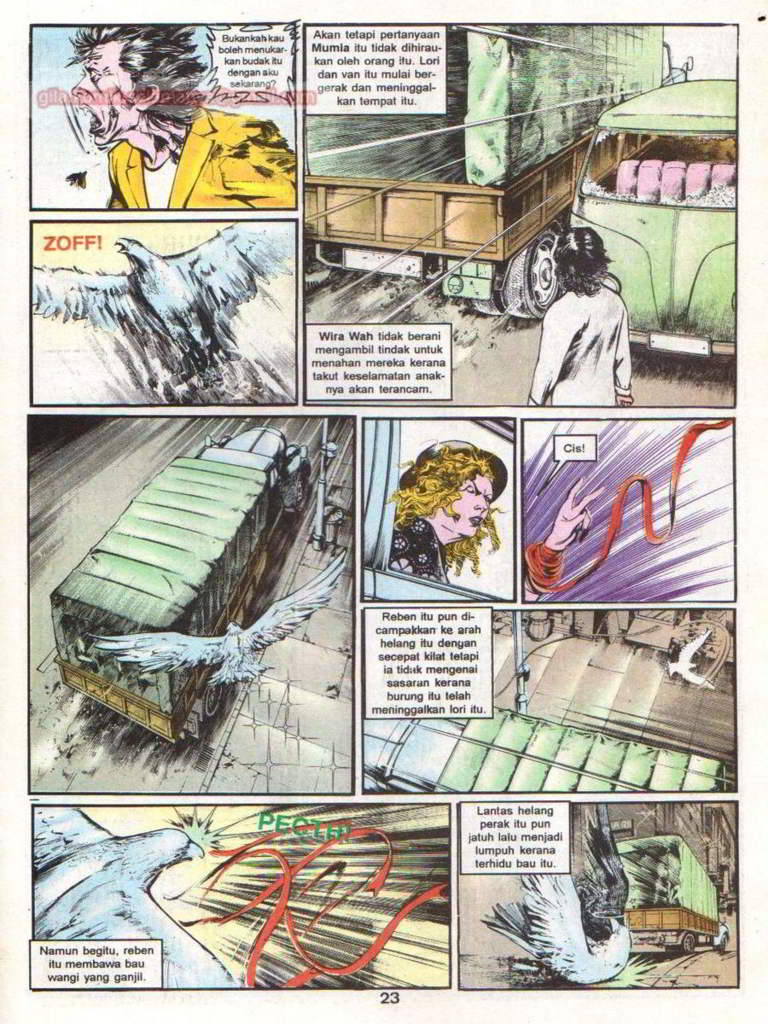 Bukankah kau
boleh menukar-
kan budak itu
dengan aku
sekarang?
Akan tetapi pertanyaan
Mumia itu tidak dihirau-
kan oleh orang itu. Lori
dan van itu mulai ber-
gerak dan meninggal-
kan tempat itu.
ZOFF!
Wira Wah tidak berani
mengambil tindak untuk
menahan mereka kerana
takut keselamatan anak-
nya akan terancam.
Cis!
Reben itu pun di-
campakkan ke arah
helang itu dengan
secepat kilat tetapi
ia tidak mengenai
sasaran kerana
burung itu telah
meninggalkan lori itu.
Namun begitu, reben
itu membawa bau
wangi yang ganjil.
Lantas helang
perak itu pun
jatuh lalu menjadi
lumpuh kerana
terhidu bau itu.
23